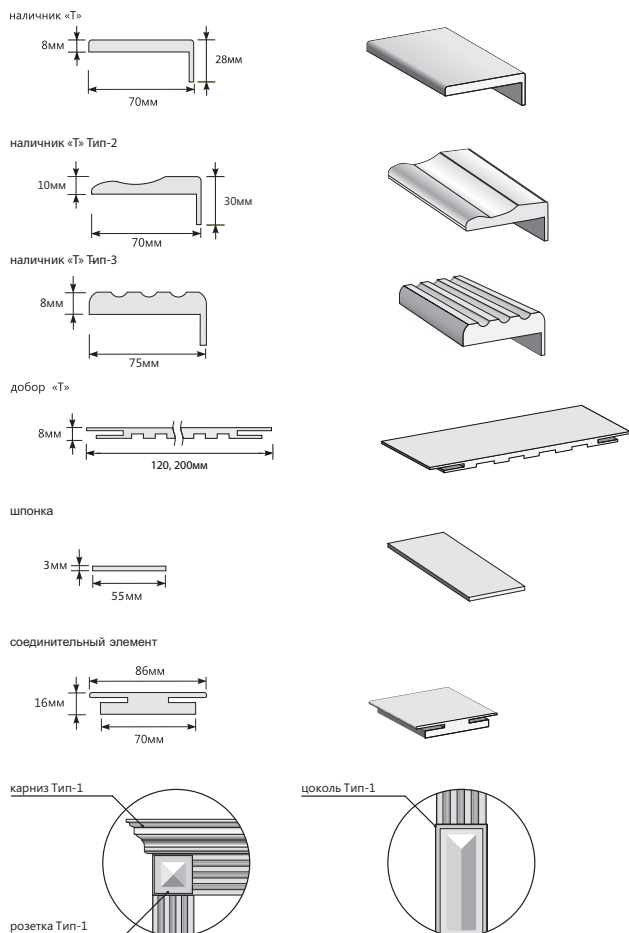 наличник «Т»
8мм
28мм
70мм
наличник «Т» Тип-2
10мм
30мм
70мм
наличник «Т» Тип-3
8мм
75мм
добор «Т»
8мм
120, 200мм
шпонка
3мм
55мм
соединительный элемент
86мм
16мм
70мм
карниз Тип-1
цоколь Тип-1
розетка Тип-1